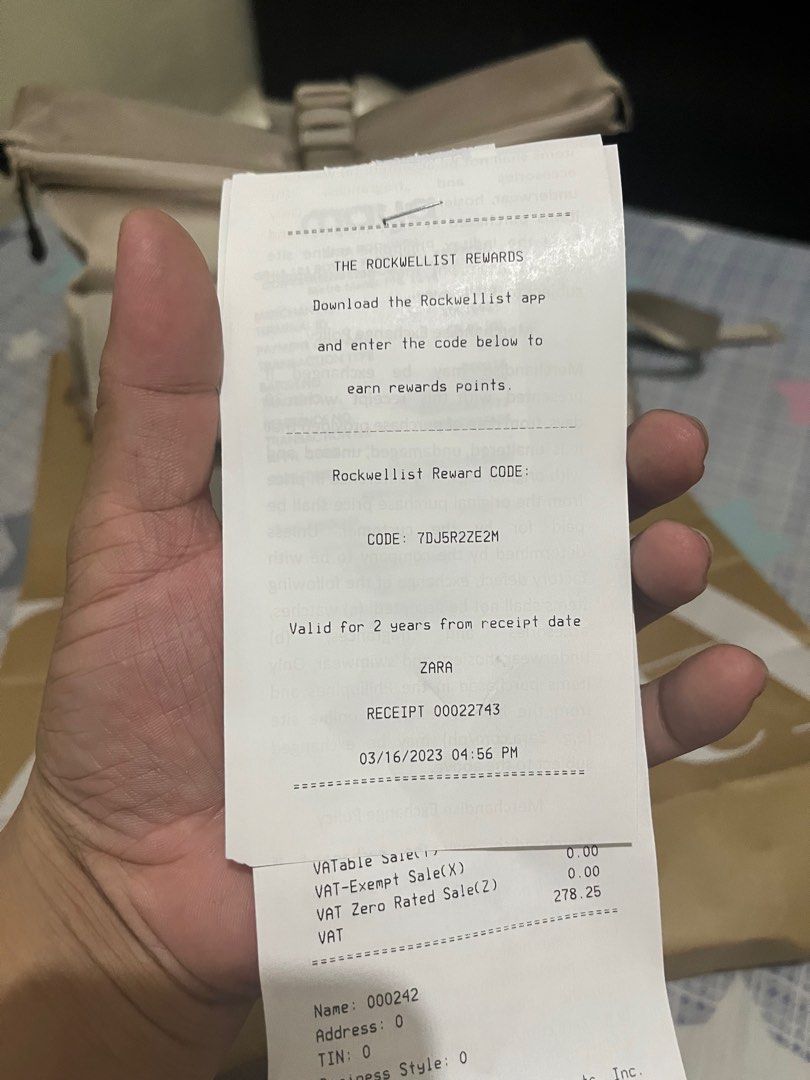 THE ROCKWELLIST REWARDS
Download the Rockwellist app
and enter the code below to
earn rewards points.
Rockwellist Reward CODE:
CODE: 7DJ5R2ZE2M
Valid for 2 years from receipt date
ZARA
RECEIPT 00022743
03/16/2023 04:56 PM
VATable Sale(T)
VAT-Exempt Sale(X) 0.00
VAT Zero Rated Sale(Z) 0.00
VAT 278.25
Name: 000242
Address: 0
TIN: 0
Business Style: 0
Inc.